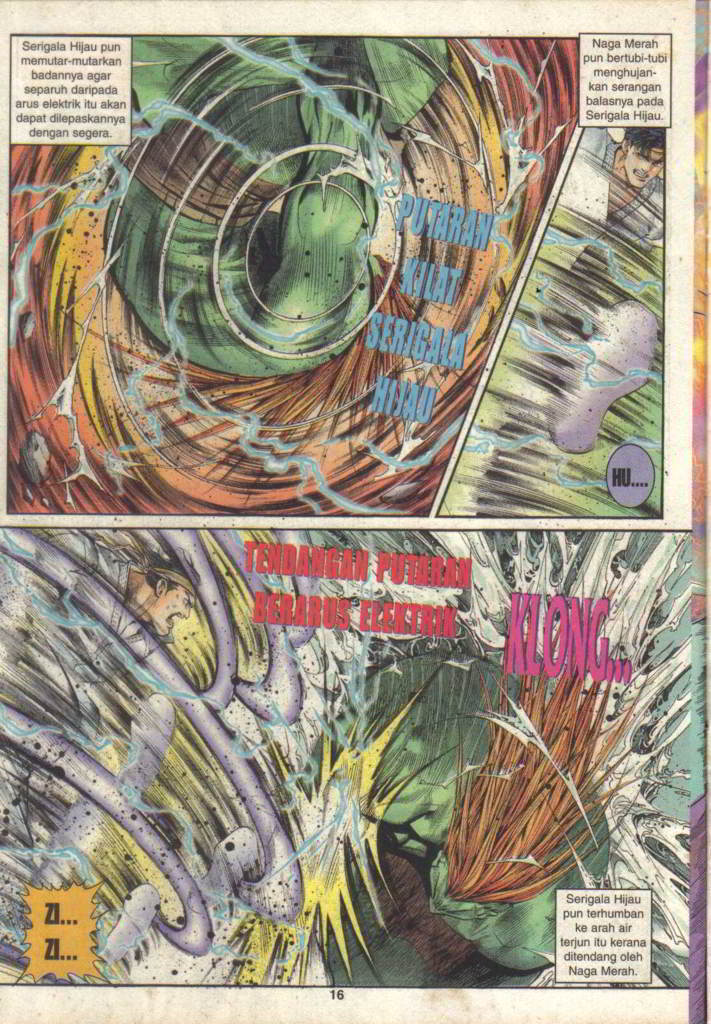 Serigala Hijau pun
memutar-mutarkan
badannya agar
separuh daripada
arus elektrik itu akan
dapat dilepaskannya
dengan segera.
PUTARAN
KILAT
SERIGALA
HIJAU
Naga Merah
pun bertubi-tubi
menghujan-
kan serangan
balasnya pada
Serigala Hijau.
HU....
TENDANGAN PUTARAN
BERARUS ELEKTRIK
KLONG...
ZI...
ZI...
Serigala Hijau
pun terhumban
ke arah air
terjun itu kerana
ditendang oleh
Naga Merah.
16